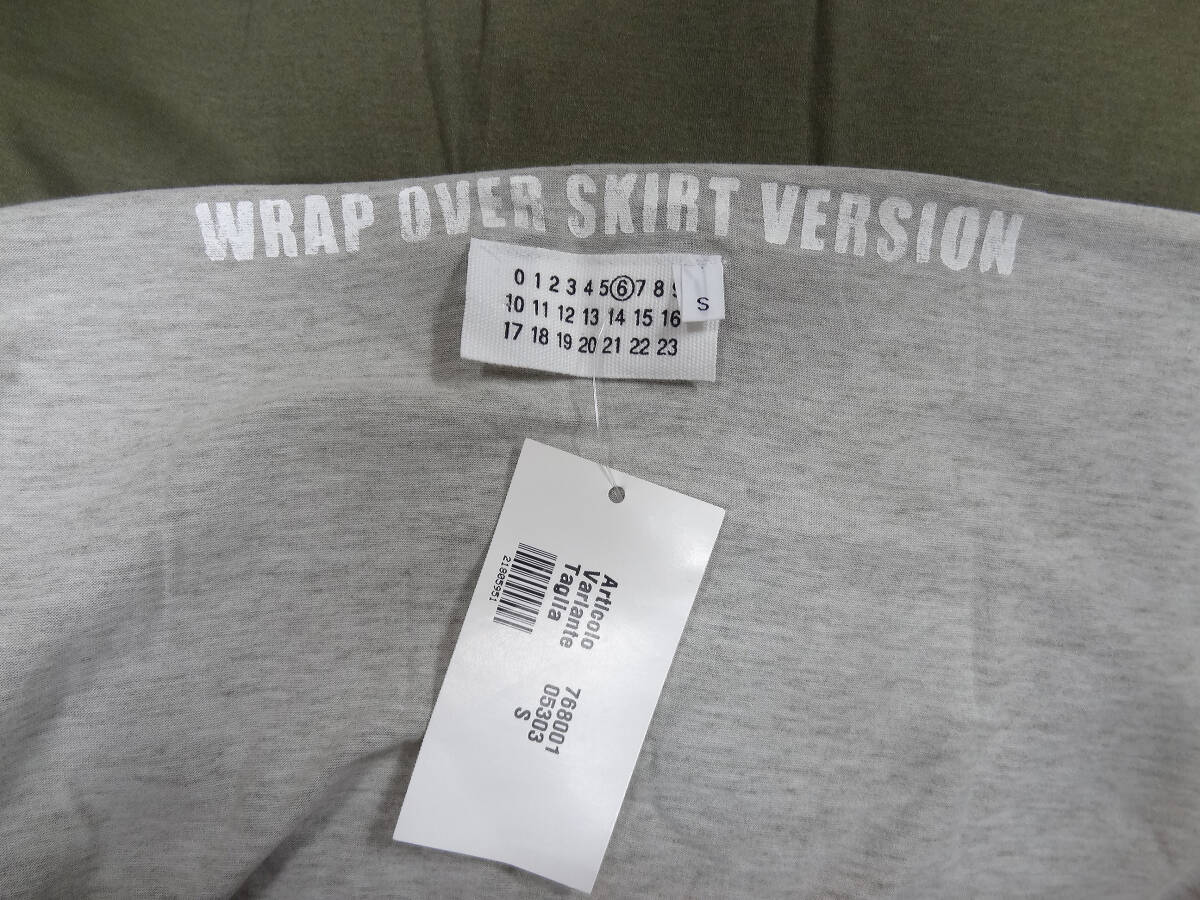 WRAP OVER SKIRT VERSION
0 1 2 3 4 5 6 7 8
S
10 11 12 13 14 15 16
17 18 19 20 21 22 23
Articolo 768001
Variante 05303
Taglia S
21805951